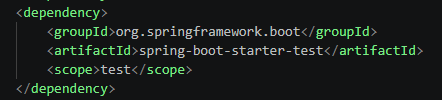 <dependency>
<groupId>org.springframework.boot</groupId>
<artifactId>spring-boot-starter-test</artifactId>
<scope>test</scope>
</dependency>